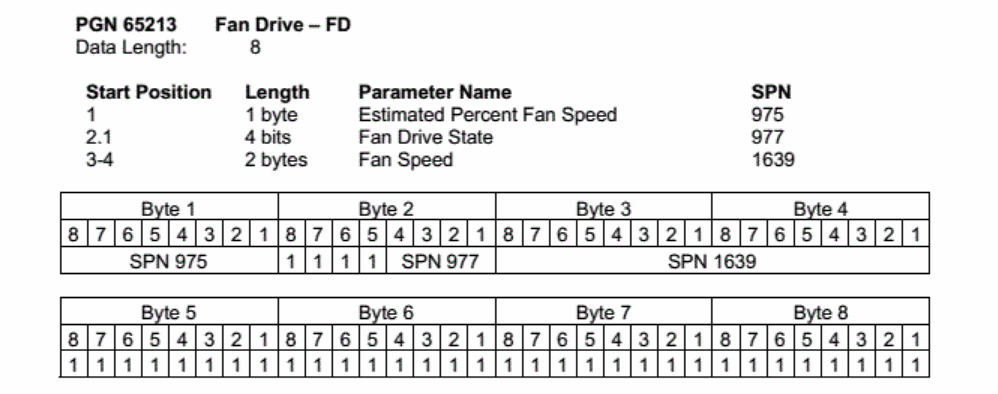 PGN 65213 Fan Drive – FD
Data Length: 8
Start Position Length Parameter Name SPN
1 1 byte Estimated Percent Fan Speed 975
2.1 4 bits Fan Drive State 977
3-4 2 bytes Fan Speed 1639
Byte 1 Byte 2 Byte 3 Byte 4
8 7 6 5 4 3 2 1 8 7 6 5 4 3 2 1 8 7 6 5 4 3 2 1 8 7 6 5 4 3 2 1
SPN 975 1 1 1 1 SPN 977 SPN 1639
Byte 5 Byte 6 Byte 7 Byte 8
8 7 6 5 4 3 2 1 8 7 6 5 4 3 2 1 8 7 6 5 4 3 2 1 8 7 6 5 4 3 2 1
1 1 1 1 1 1 1 1 1 1 1 1 1 1 1 1 1 1 1 1 1 1 1 1 1 1 1 1 1 1 1 1